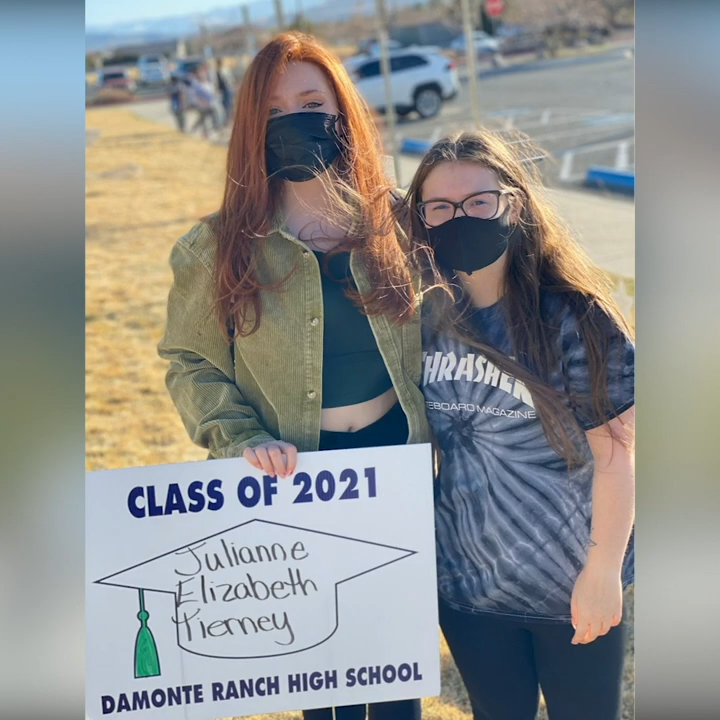 THRASHER
SKATEBOARD MAGAZINE
CLASS OF 2021
Julianne
Elizabeth
Tierney
DAMONTE RANCH HIGH SCHOOL